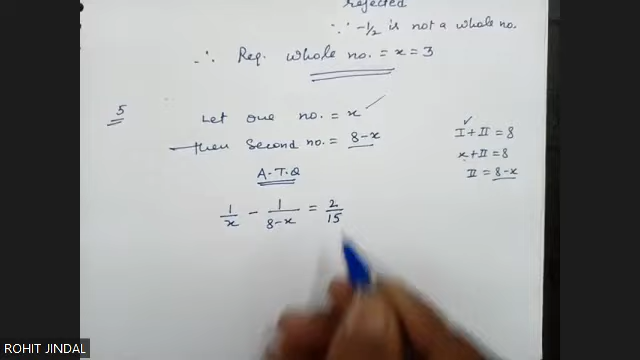 rejected
∵ -1/2 is not a whole no.
∴ Req. whole no. = x = 3
5
Let one no. = x
then Second no. = 8-x
A.T.Q
1/x - 1/(8-x) = 2/15
I + II = 8
x + II = 8
II = 8-x
ROHIT JINDAL